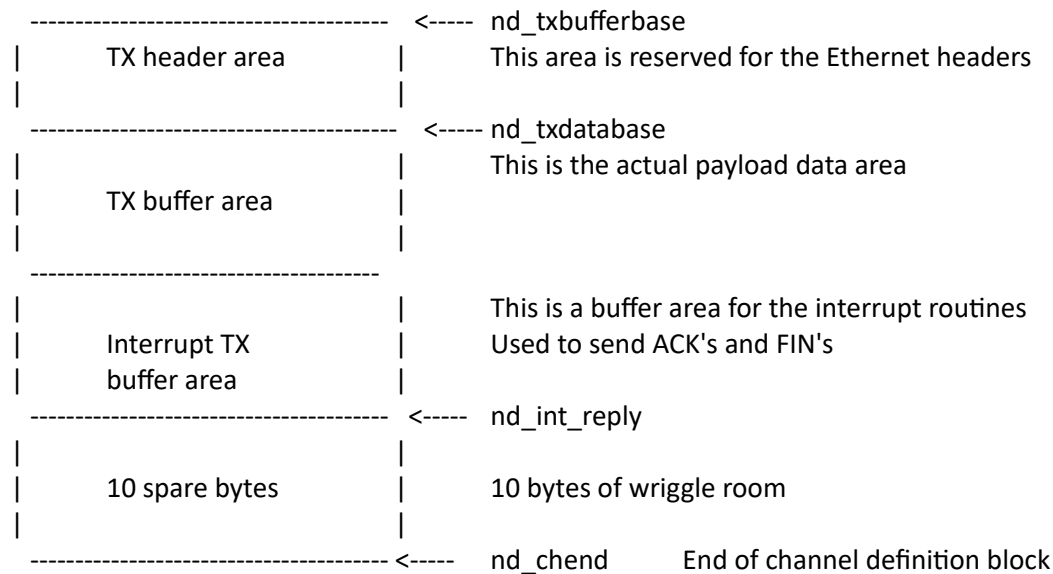 ---------------------------------------- <----- nd_txbufferbase
| TX header area | This area is reserved for the Ethernet headers
| |
----------------------------------------- <----- nd_txdatabase
| | This is the actual payload data area
| TX buffer area |
| |
---------------------------------------
| | This is a buffer area for the interrupt routines
| Interrupt TX | Used to send ACK's and FIN's
| buffer area |
---------------------------------------- <----- nd_int_reply
| |
| 10 spare bytes | 10 bytes of wriggle room
| |
---------------------------------------- <----- nd_chend End of channel definition block